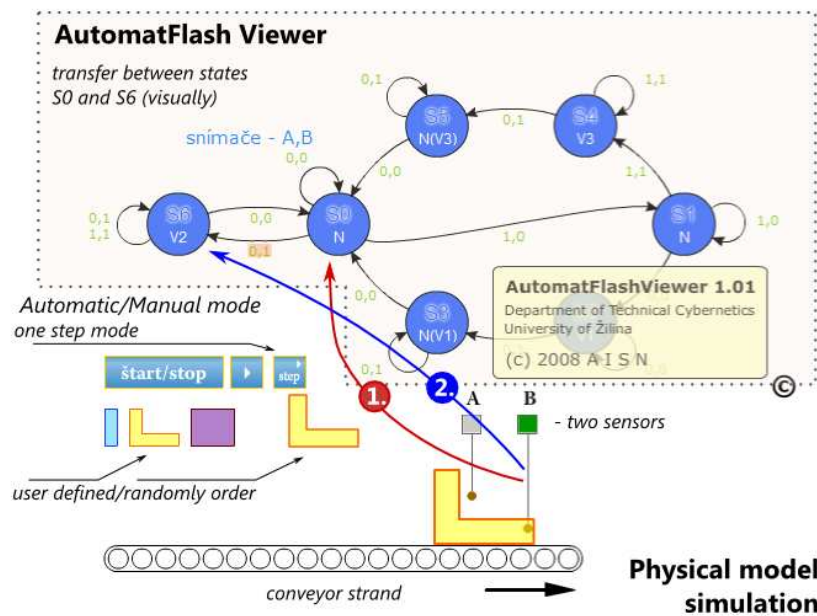 AutomatFlash Viewer
transfer between states
S0 and S6 (visually)
snímače - A,B
0,1
S5
N(V3)
0,1
S4
V3
1,1
0,0
0,0
1,1
0,1
1,1
S6
V2
0,0
0,1
S0
N
1,0
S1
N
1,0
0,0
S3
N(V1)
0,1
AutomatFlashViewer 1.01
Department of Technical Cybernetics
University of Žilina
(c) 2008 A I S N
©
Automatic/Manual mode
one step mode
štart/stop
step
1.
2.
A
B
- two sensors
user defined/randomly order
conveyor strand
Physical model
simulation